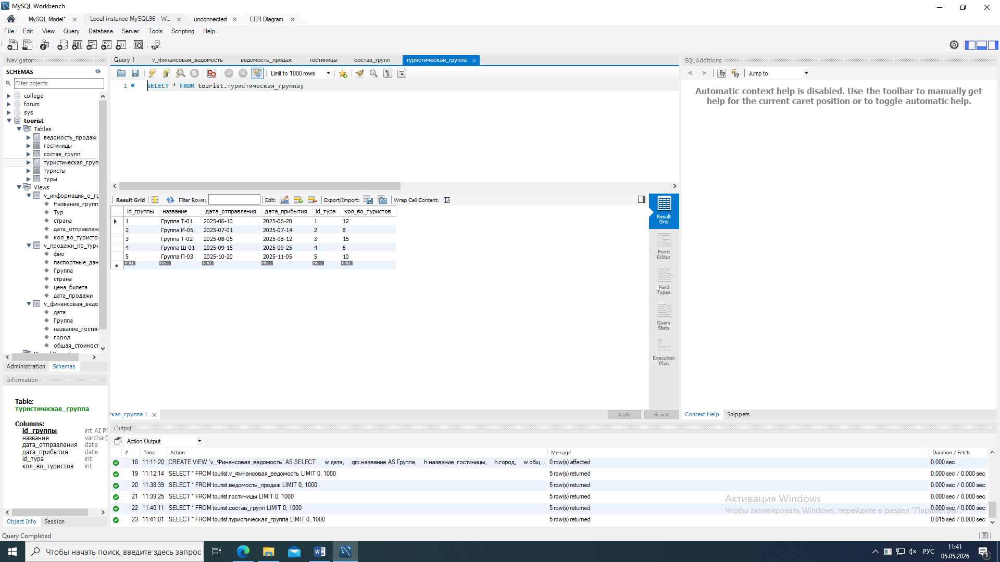 MySQL Workbench
MySQL Model* Local instance MySQL96 - W... unconnected EER Diagram
File Edit View Query Database Server Tools Scripting Help
Navigator
SCHEMAS
Filter objects
college
forum
sys
tourist
Tables
ведомость_продаж
гостиницы
состав_групп
туристическая_груп
туристы
туры
Views
v_информация_о_гр
Название_групп
Тур
страна
дата_отправлен
кол_во_туристо
v_продажи_по_тури
фио
паспортные_дан
Группа
страна
цена_билета
дата_продажи
v_финансовая_ведо
дата
Группа
название_гостин
город
общая_стоимост
Administration Schemas
Information
Table:
туристическая_группа
Columns:
id_группы int AI P
название varchar(
дата_отправления date
дата_прибытия date
id_тура int
кол_во_туристов int
Object Info Session
Query 1 v_финансовая_ведомость ведомость_продаж гостиницы состав_групп туристическая_группа
Limit to 1000 rows
1 SELECT * FROM tourist.туристическая_группа;
Result Grid Filter Rows: Edit: Export/Import: Wrap Cell Content:
id_группы название дата_отправления дата_прибытия id_тура кол_во_туристов
1 Группа Т-01 2025-06-10 2025-06-20 1 12
2 Группа И-05 2025-07-01 2025-07-14 2 8
3 Группа Т-02 2025-08-05 2025-08-12 3 15
4 Группа Ш-01 2025-09-15 2025-09-25 4 6
5 Группа П-03 2025-10-20 2025-11-05 5 10
NULL NULL NULL NULL NULL NULL
Result Grid
Form Editor
Field Types
Query Stats
Execution Plan
ская_группа 1 Apply Revert
SQLAdditions
Jump to
Automatic context help is disabled. Use the toolbar to manually get
help for the current caret position or to toggle automatic help.
Context Help Snippets
Output
Action Output
# Time Action Message Duration / Fetch
18 11:11:20 CREATE VIEW `v_Финансовая_ведомость` AS SELECT w.дата, grp.название AS Группа, h.название_гостиницы, h.город, w.общ... 0 row(s) affected 0.000 sec
19 11:12:14 SELECT * FROM tourist.v_финансовая_ведомость LIMIT 0, 1000 5 row(s) returned 0.000 sec / 0.000 sec
20 11:38:39 SELECT * FROM tourist.ведомость_продаж LIMIT 0, 1000 5 row(s) returned 0.000 sec / 0.000 sec
21 11:39:25 SELECT * FROM tourist.гостиницы LIMIT 0, 1000 5 row(s) returned 0.000 sec / 0.000 sec
22 11:40:11 SELECT * FROM tourist.состав_групп LIMIT 0, 1000 5 row(s) returned 0.000 sec / 0.000 sec
23 11:41:01 SELECT * FROM tourist.туристическая_группа LIMIT 0, 1000 5 row(s) returned 0.015 sec / 0.000 sec
Активация Windows
Чтобы активировать Windows, перейдите в раздел "Параметры".
Query Completed
Чтобы начать поиск, введите здесь запрос
РУС
11:41
05.05.2026
1